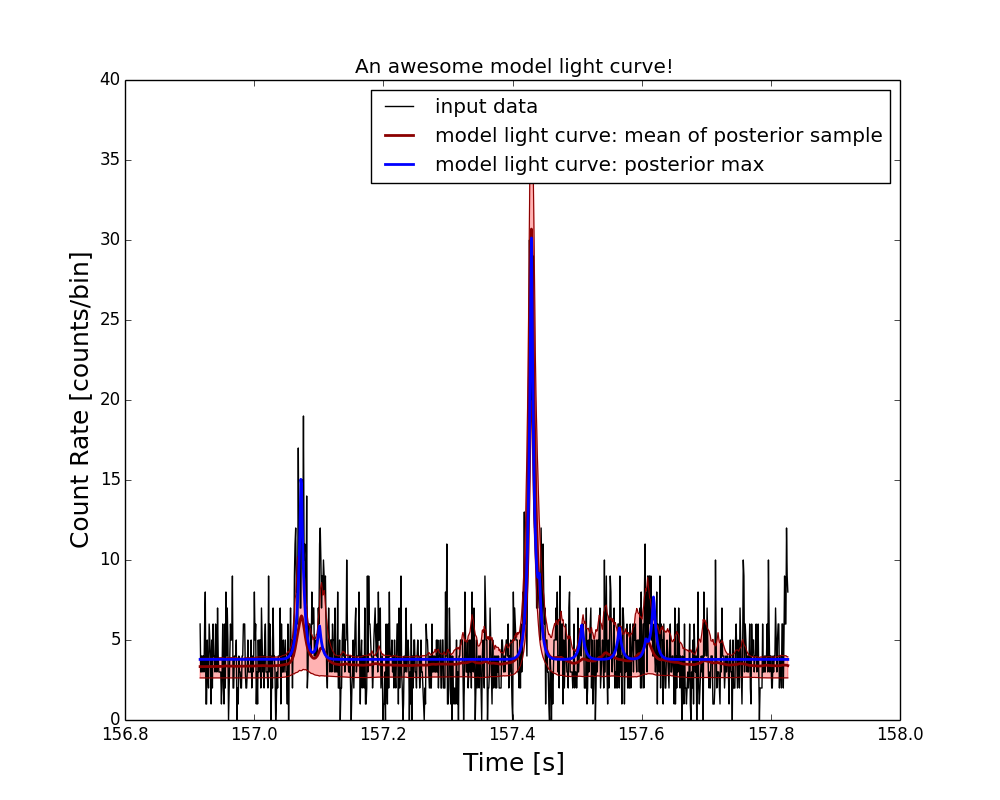 An awesome model light curve!
input data
model light curve: mean of posterior sample
model light curve: posterior max
Count Rate [counts/bin]
40
35
30
25
20
15
10
5
0
156.8 157.0 157.2 157.4 157.6 157.8 158.0
Time [s]